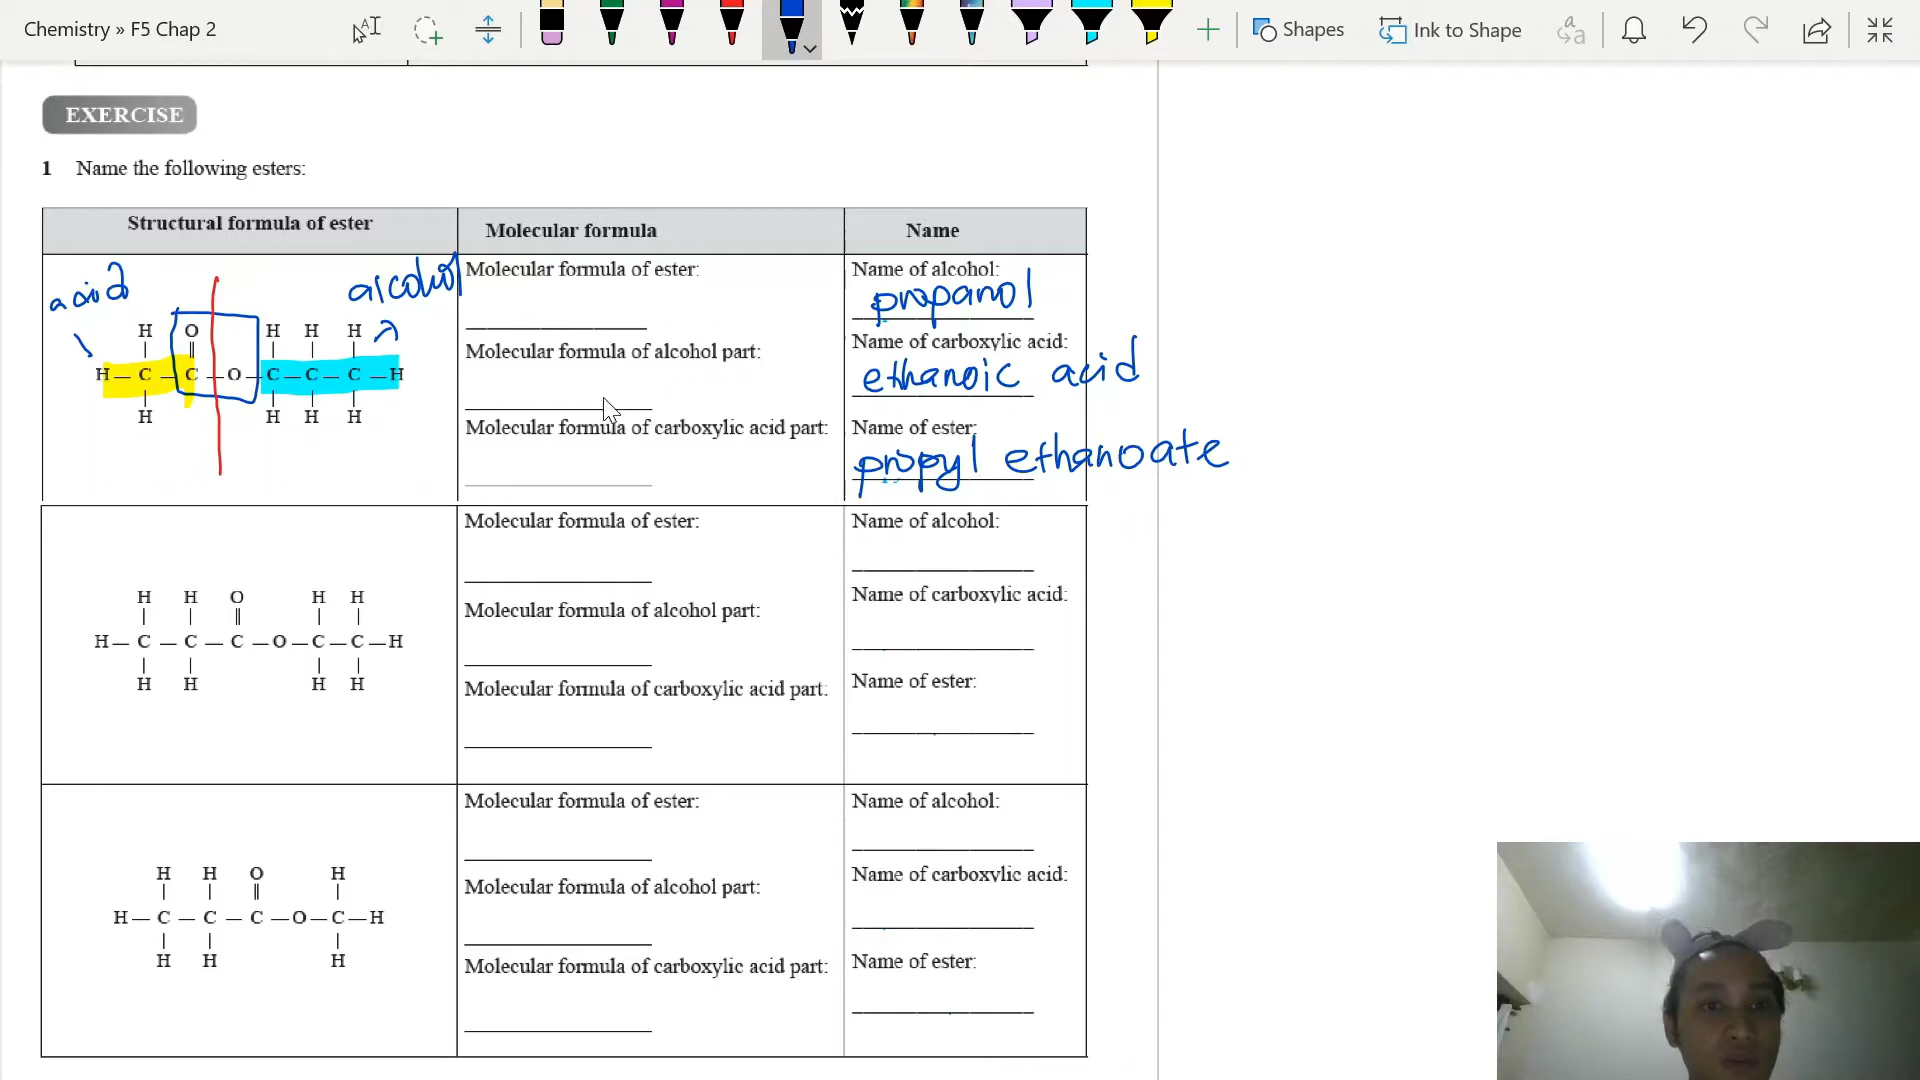 Chemistry » F5 Chap 2
Shapes
Ink to Shape
EXERCISE
1 Name the following esters:
Structural formula of ester
Molecular formula
Name
acid
alcohol
H O H H H
H — C — C — O — C — C — C — H
H H H H
Molecular formula of ester:
Molecular formula of alcohol part:
Molecular formula of carboxylic acid part:
Name of alcohol:
propanol
Name of carboxylic acid:
ethanoic acid
Name of ester:
propyl ethanoate
H H O H H
H — C — C — C — O — C — C — H
H H H H
Molecular formula of ester:
Molecular formula of alcohol part:
Molecular formula of carboxylic acid part:
Name of alcohol:
Name of carboxylic acid:
Name of ester:
H H O H
H — C — C — C — O — C — H
H H H
Molecular formula of ester:
Molecular formula of alcohol part:
Molecular formula of carboxylic acid part:
Name of alcohol:
Name of carboxylic acid:
Name of ester: